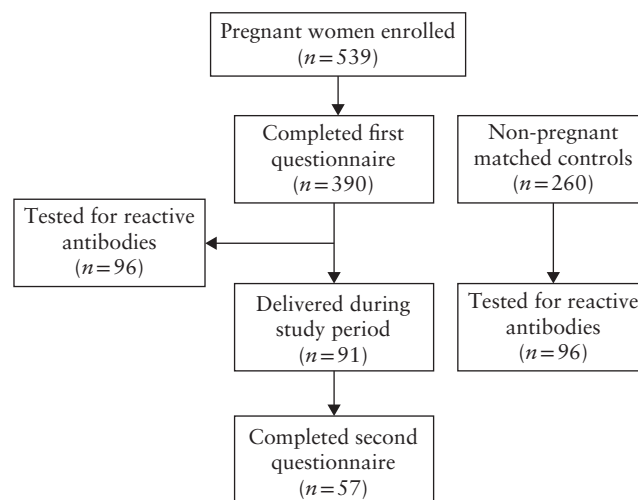 Pregnant women enrolled
(n=539)
Completed first
questionnaire
(n=390)
Non-pregnant
matched controls
(n=260)
Tested for reactive
antibodies
(n=96)
Delivered during
study period
(n=91)
Tested for reactive
antibodies
(n=96)
Completed second
questionnaire
(n=57)